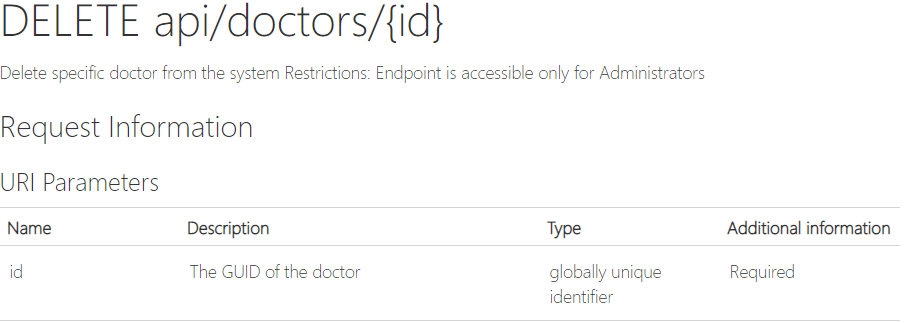 DELETE api/doctors/{id}
Delete specific doctor from the system Restrictions: Endpoint is accessible only for Administrators
Request Information
URI Parameters
Name Description Type Additional information
id The GUID of the doctor globally unique Required
identifier